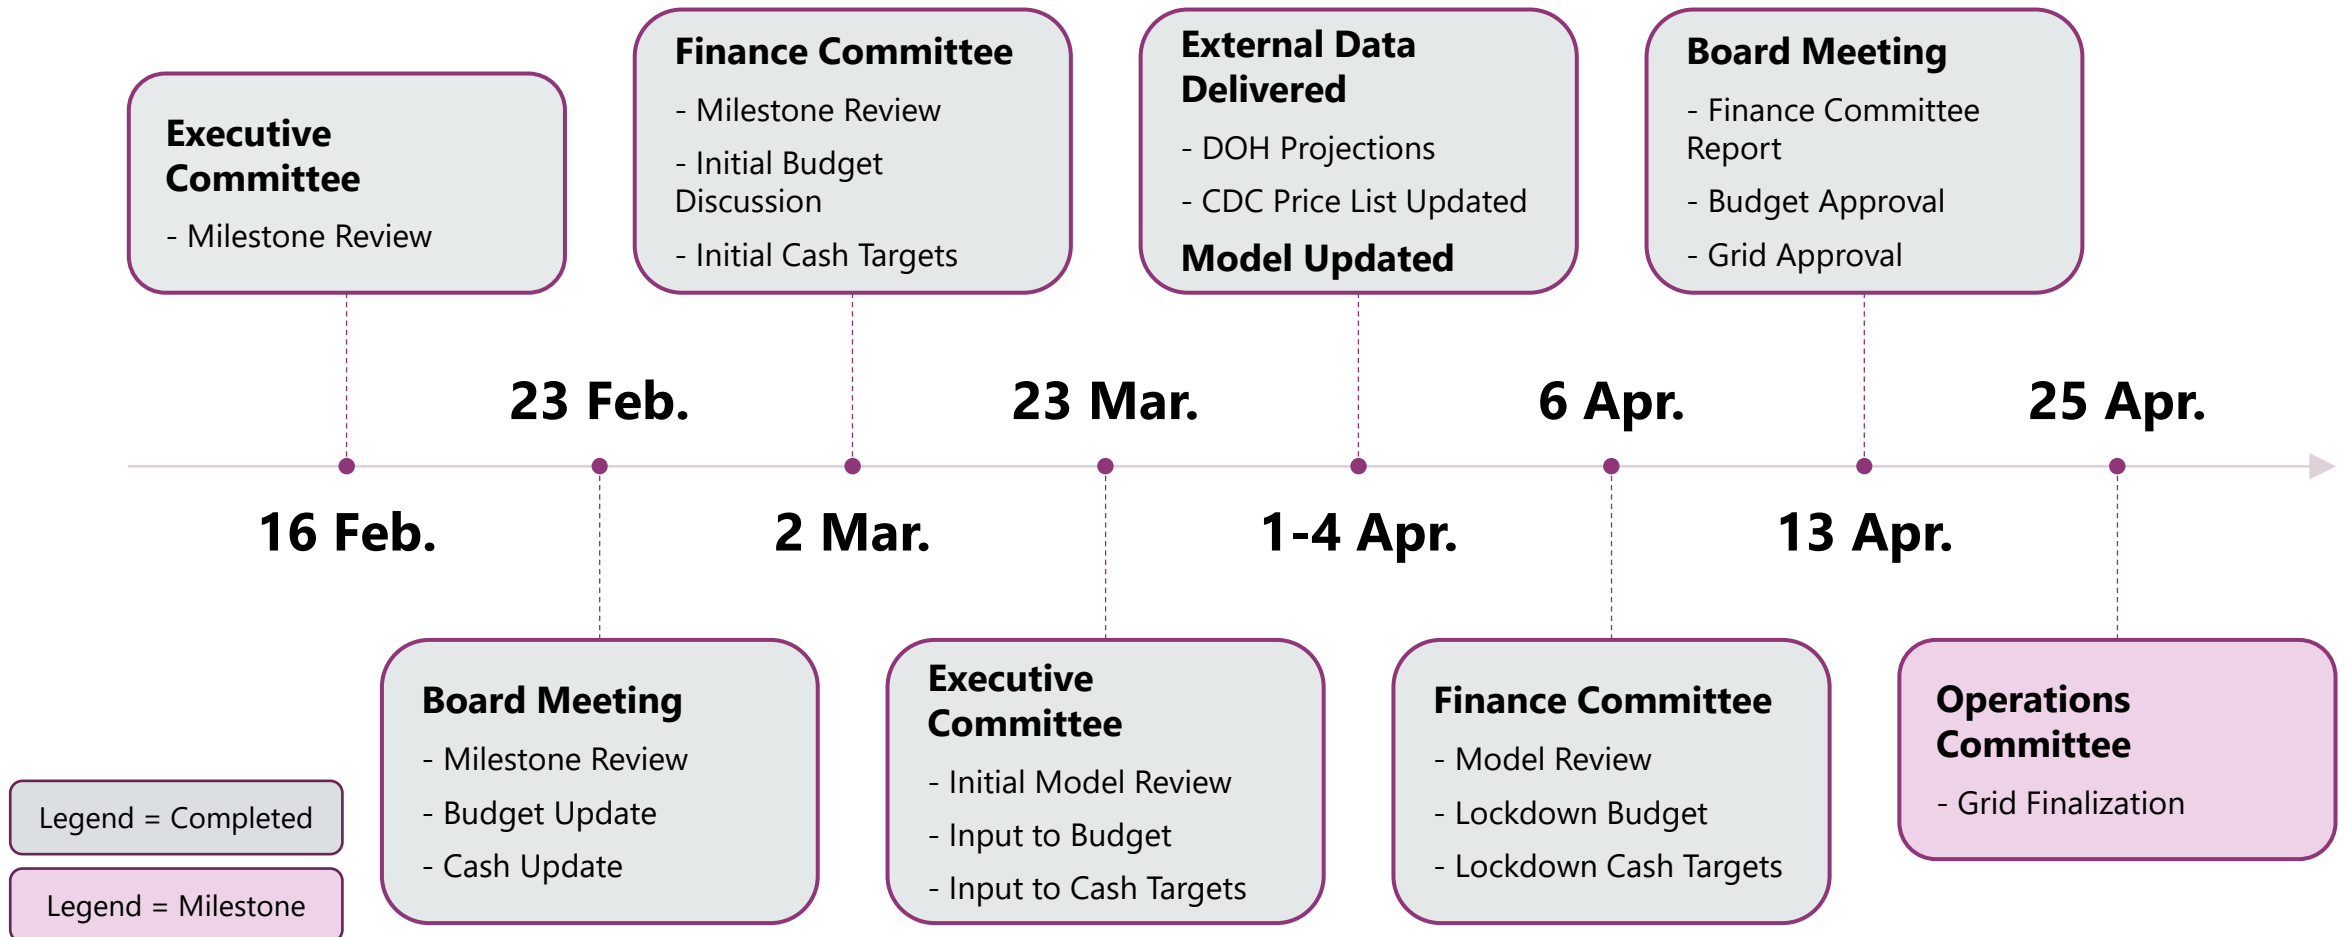 Executive
Committee
- Milestone Review
Finance Committee
- Milestone Review
- Initial Budget
Discussion
- Initial Cash Targets
External Data
Delivered
- DOH Projections
- CDC Price List Updated
Model Updated
Board Meeting
- Finance Committee
Report
- Budget Approval
- Grid Approval
23 Feb.
23 Mar.
6 Apr.
25 Apr.
16 Feb.
2 Mar.
1-4 Apr.
13 Apr.
Board Meeting
- Milestone Review
- Budget Update
- Cash Update
Executive
Committee
- Initial Model Review
- Input to Budget
- Input to Cash Targets
Finance Committee
- Model Review
- Lockdown Budget
- Lockdown Cash Targets
Operations
Committee
- Grid Finalization
Legend = Completed
Legend = Milestone